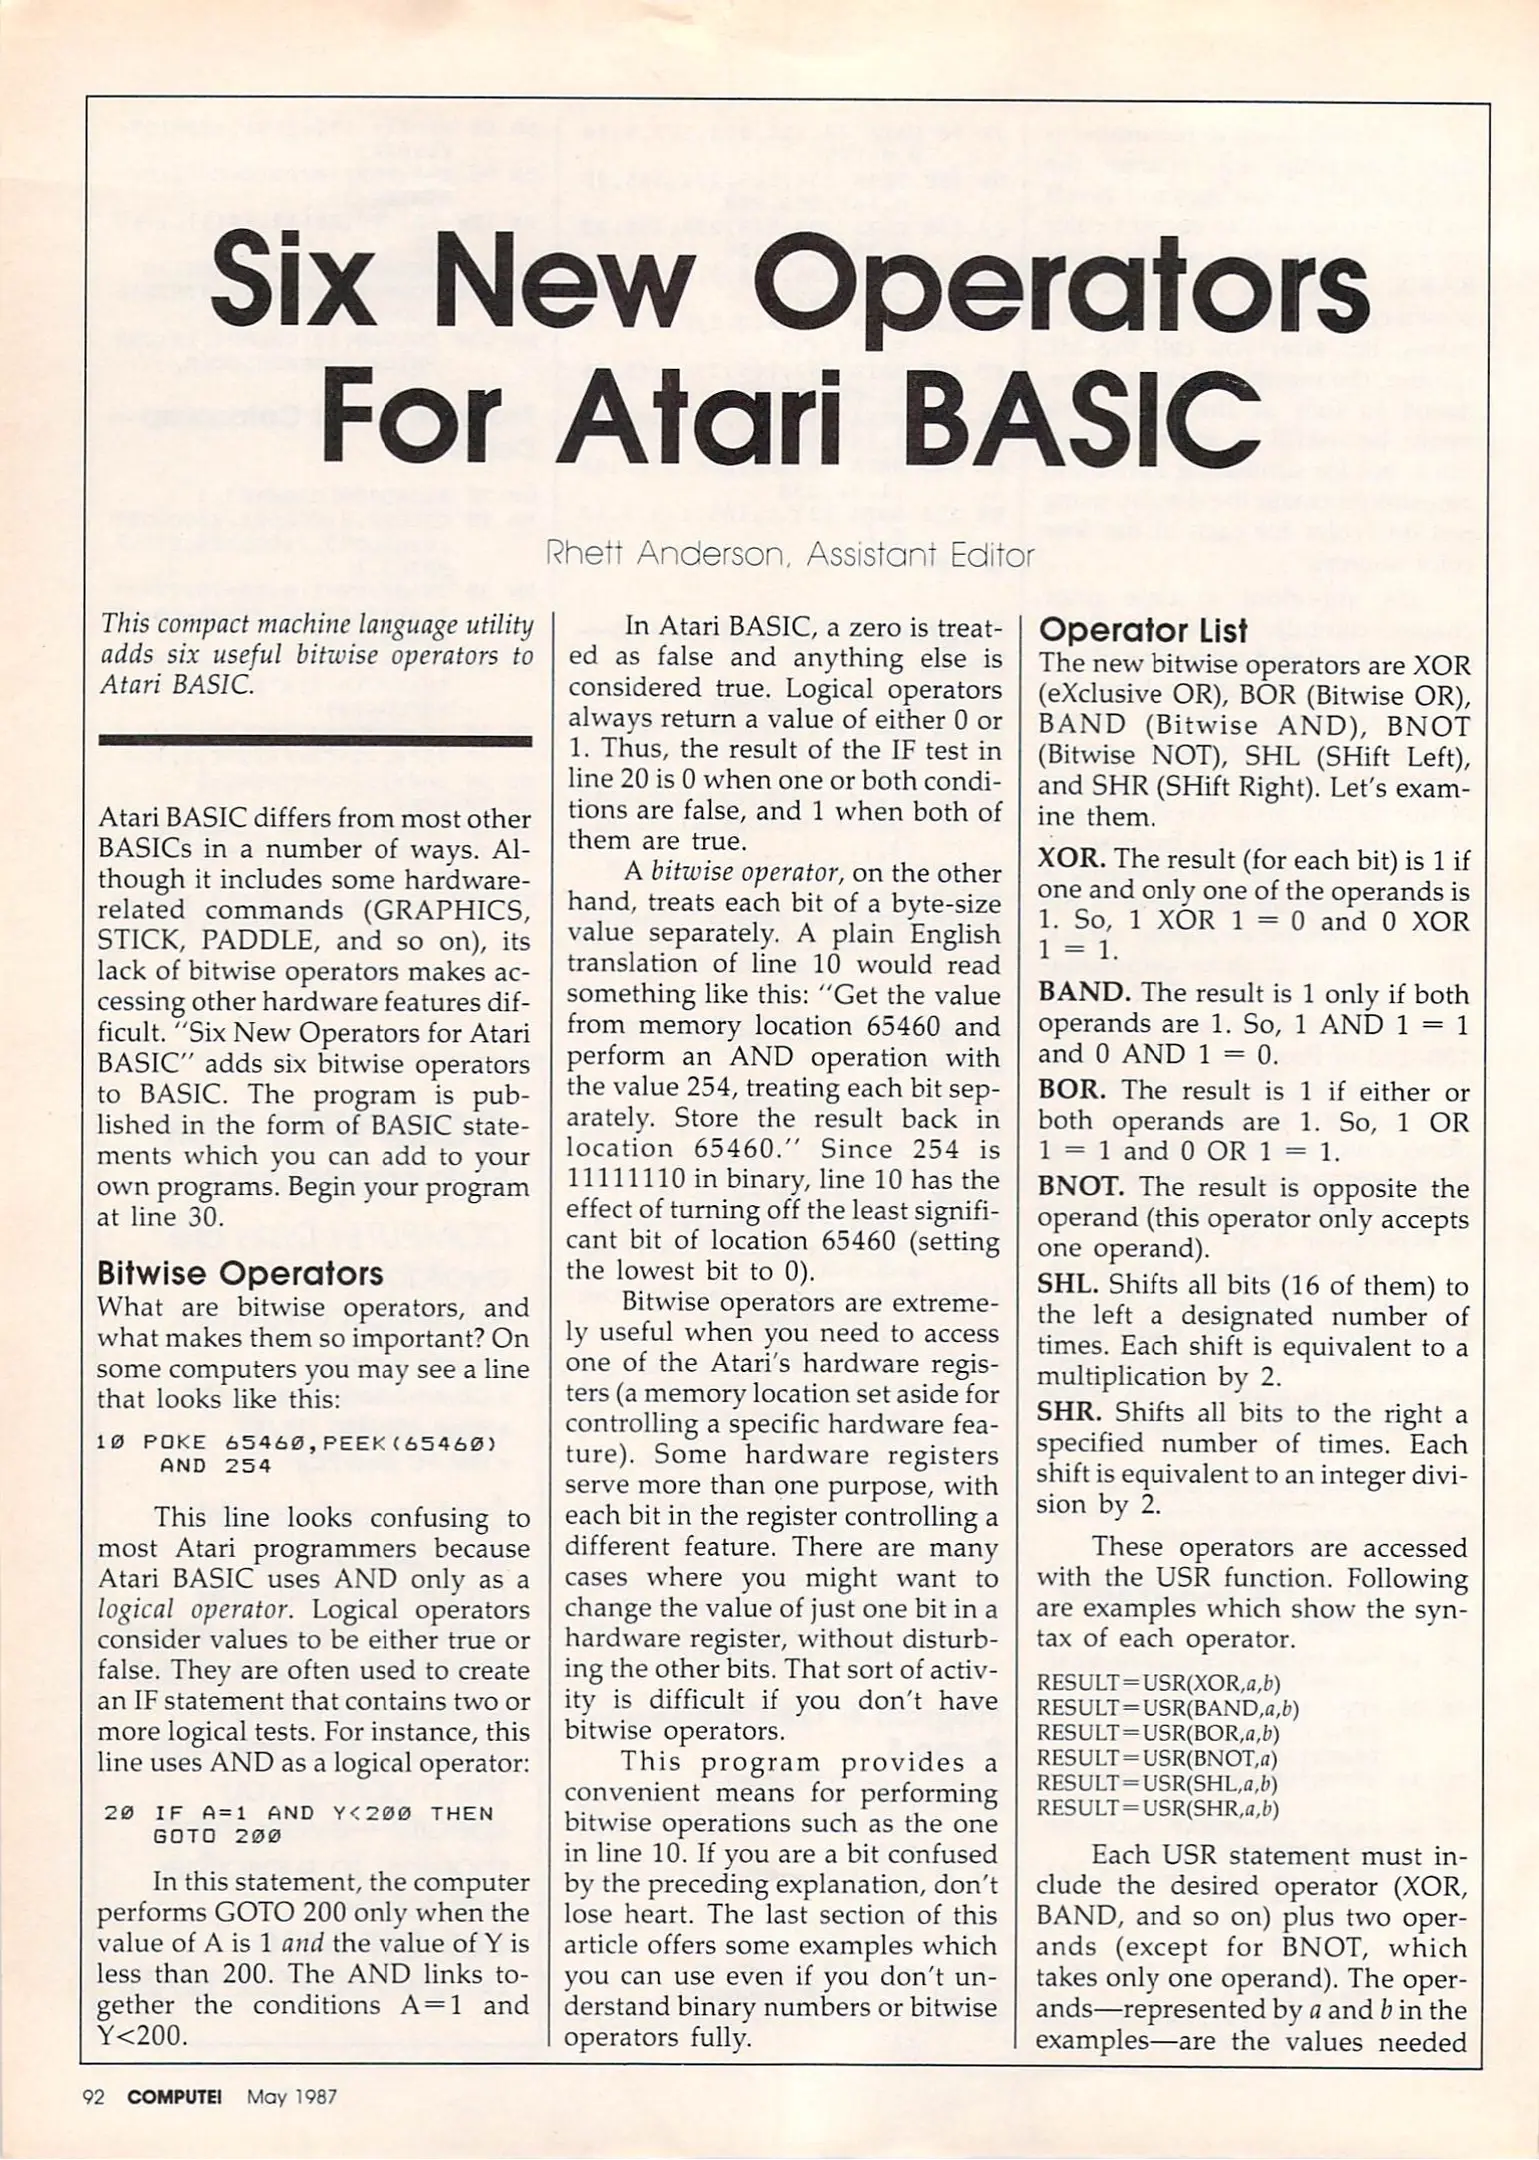 Six New Operators
For Atari BASIC
Rhett Anderson, Assistant Editor
This compact machine language utility
adds six useful bitwise operators to
Atari BASIC.
Atari BASIC differs from most other
BASICs in a number of ways. Al-
though it includes some hardware-
related commands (GRAPHICS,
STICK, PADDLE, and so on), its
lack of bitwise operators makes ac-
cessing other hardware features dif-
ficult. "Six New Operators for Atari
BASIC" adds six bitwise operators
to BASIC. The program is pub-
lished in the form of BASIC state-
ments which you can add to your
own programs. Begin your program
at line 30.
Bitwise Operators
What are bitwise operators, and
what makes them so important? On
some computers you may see a line
that looks like this:
10 POKE 65460,PEEK(65460)
AND 254
This line looks confusing to
most Atari programmers because
Atari BASIC uses AND only as a
logical operator. Logical operators
consider values to be either true or
false. They are often used to create
an IF statement that contains two or
more logical tests. For instance, this
line uses AND as a logical operator:
20 IF A=1 AND Y<200 THEN
GOTO 200
In this statement, the computer
performs GOTO 200 only when the
value of A is 1 and the value of Y is
less than 200. The AND links to-
gether the conditions A=1 and
Y<200.
In Atari BASIC, a zero is treat-
ed as false and anything else is
considered true. Logical operators
always return a value of either 0 or
1. Thus, the result of the IF test in
line 20 is 0 when one or both condi-
tions are false, and 1 when both of
them are true.
A bitwise operator, on the other
hand, treats each bit of a byte-size
value separately. A plain English
translation of line 10 would read
something like this: "Get the value
from memory location 65460 and
perform an AND operation with
the value 254, treating each bit sep-
arately. Store the result back in
location 65460." Since 254 is
11111110 in binary, line 10 has the
effect of turning off the least signifi-
cant bit of location 65460 (setting
the lowest bit to 0).
Bitwise operators are extreme-
ly useful when you need to access
one of the Atari's hardware regis-
ters (a memory location set aside for
controlling a specific hardware fea-
ture). Some hardware registers
serve more than one purpose, with
each bit in the register controlling a
different feature. There are many
cases where you might want to
change the value of just one bit in a
hardware register, without disturb-
ing the other bits. That sort of activ-
ity is difficult if you don't have
bitwise operators.
This program provides a
convenient means for performing
bitwise operations such as the one
in line 10. If you are a bit confused
by the preceding explanation, don't
lose heart. The last section of this
article offers some examples which
you can use even if you don't un-
derstand binary numbers or bitwise
operators fully.
Operator List
The new bitwise operators are XOR
(eXclusive OR), BOR (Bitwise OR),
BAND (Bitwise AND), BNOT
(Bitwise NOT), SHL (SHift Left),
and SHR (SHift Right). Let's exam-
ine them.
XOR. The result (for each bit) is 1 if
one and only one of the operands is
1. So, 1 XOR 1 = 0 and 0 XOR
1 = 1.
BAND. The result is 1 only if both
operands are 1. So, 1 AND 1 = 1
and 0 AND 1 = 0.
BOR. The result is 1 if either or
both operands are 1. So, 1 OR
1 = 1 and 0 OR 1 = 1.
BNOT. The result is opposite the
operand (this operator only accepts
one operand).
SHL. Shifts all bits (16 of them) to
the left a designated number of
times. Each shift is equivalent to a
multiplication by 2.
SHR. Shifts all bits to the right a
specified number of times. Each
shift is equivalent to an integer divi-
sion by 2.
These operators are accessed
with the USR function. Following
are examples which show the syn-
tax of each operator.
RESULT=USR(XOR,a,b)
RESULT=USR(BAND,a,b)
RESULT=USR(BOR,a,b)
RESULT=USR(BNOT,a)
RESULT=USR(SHL,a,b)
RESULT=USR(SHR,a,b)
Each USR statement must in-
clude the desired operator (XOR,
BAND, and so on) plus two oper-
ands (except for BNOT, which
takes only one operand). The oper-
ands—represented by a and b in the
examples—are the values needed
92 COMPUTE! May 1987